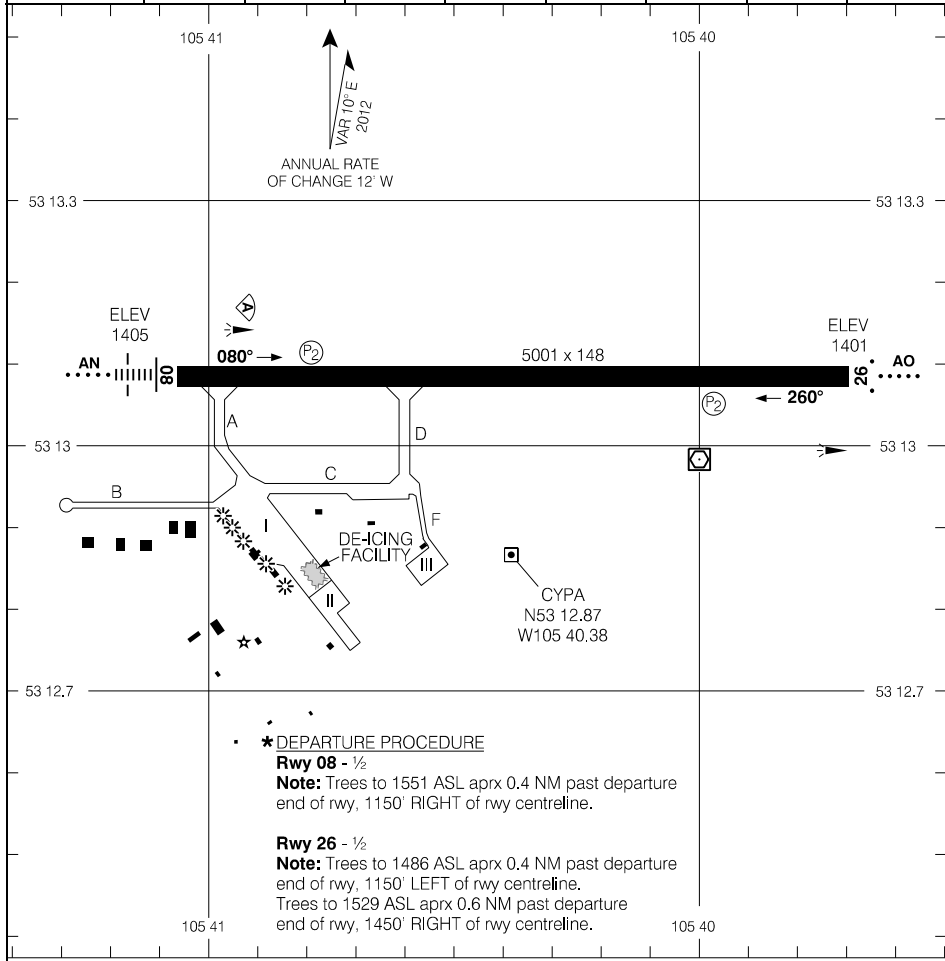 105 41
105 40
VAR 10° E
2012
ANNUAL RATE
OF CHANGE 12' W
53 13.3
53 13.3
A
ELEV
1405
ELEV
1401
AN
08
080°
P2
5001 x 148
26
AO
P2
260°
A
D
53 13
53 13
C
B
I
F
DE-ICING
FACILITY
III
II
CYPA
N53 12.87
W105 40.38
53 12.7
53 12.7
* DEPARTURE PROCEDURE
Rwy 08 - ½
Note: Trees to 1551 ASL aprx 0.4 NM past departure
end of rwy, 1150' RIGHT of rwy centreline.
Rwy 26 - ½
Note: Trees to 1486 ASL aprx 0.4 NM past departure
end of rwy, 1150' LEFT of rwy centreline.
Trees to 1529 ASL aprx 0.6 NM past departure
end of rwy, 1450' RIGHT of rwy centreline.
105 41
105 40